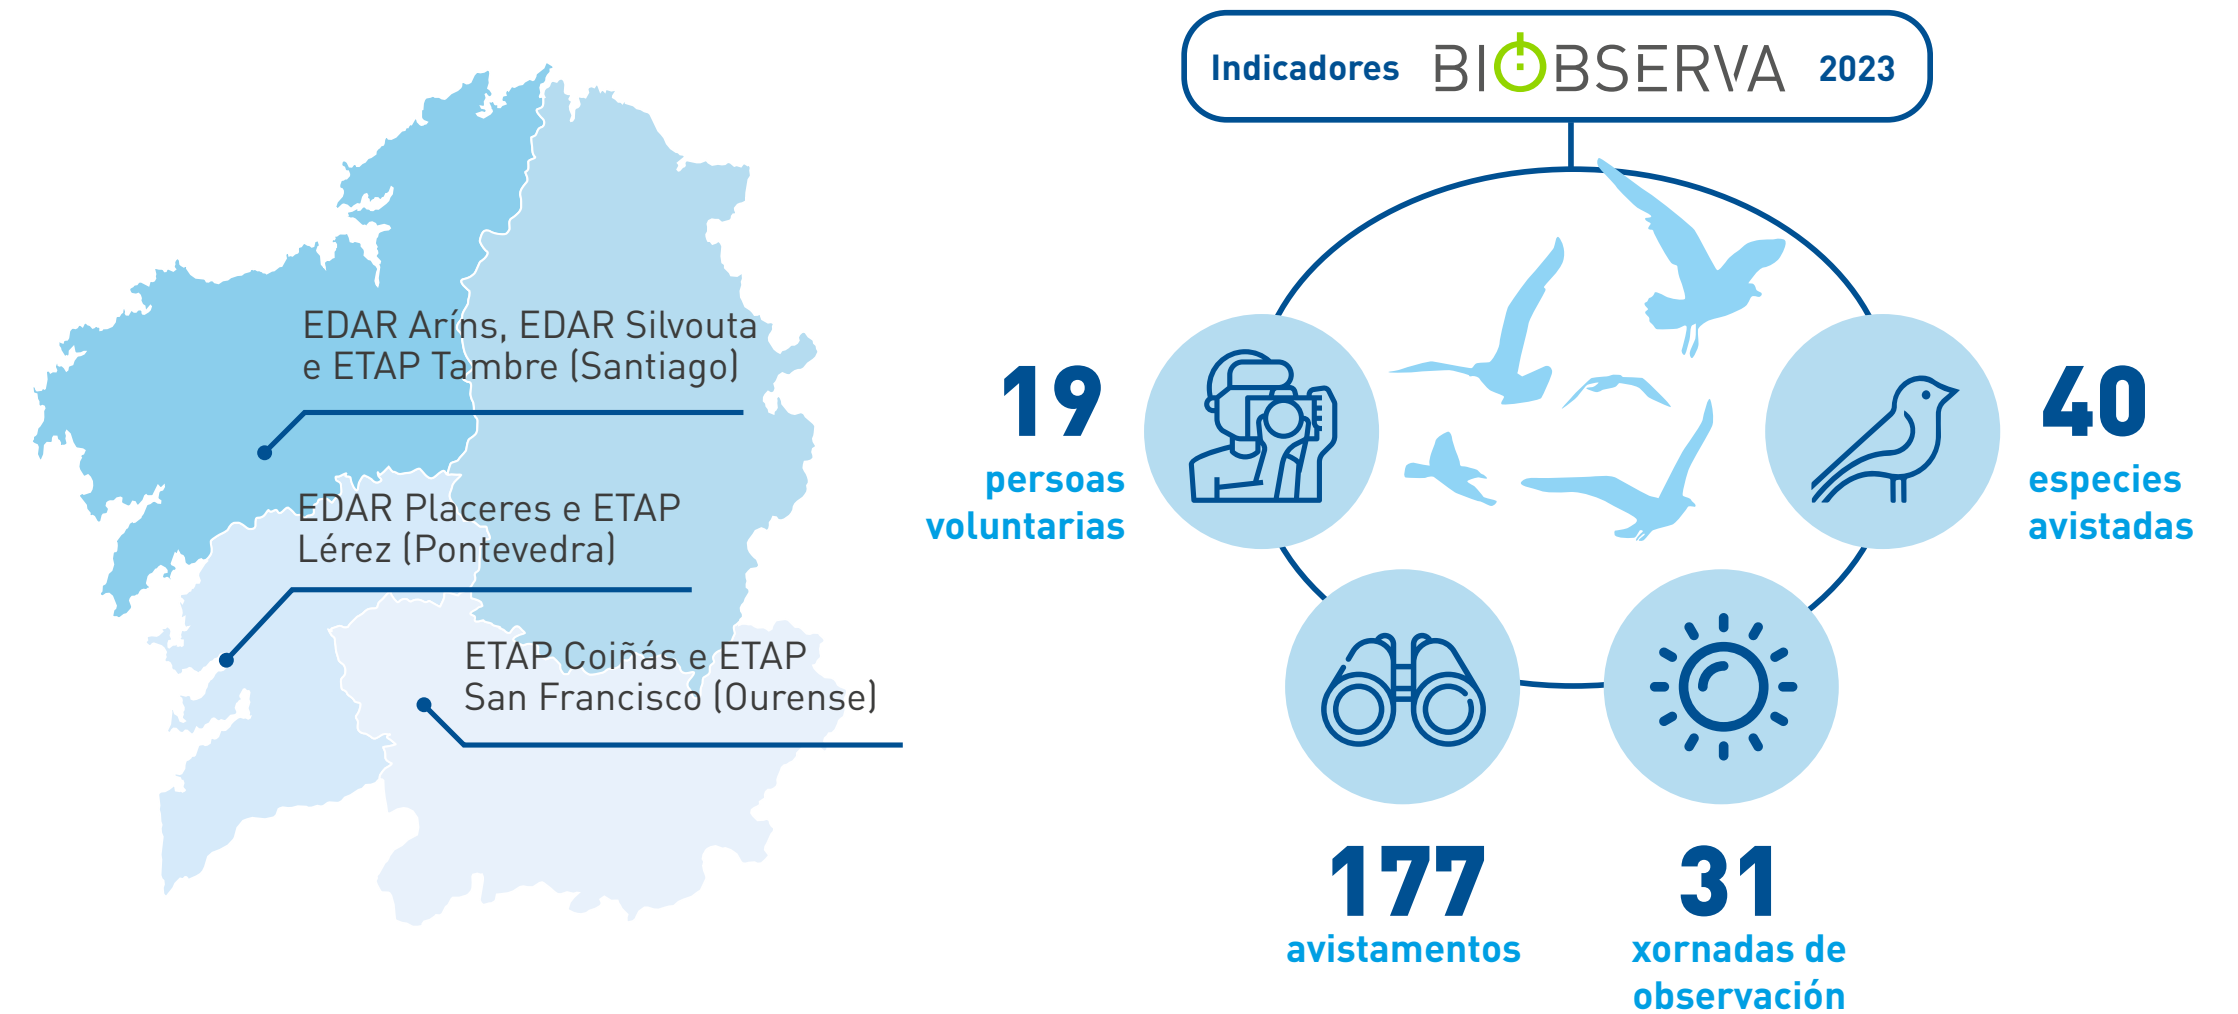 EDAR Aríns, EDAR Silvouta
e ETAP Tambre (Santiago)
EDAR Placeres e ETAP
Lérez (Pontevedra)
ETAP Coiñás e ETAP
San Francisco (Ourense)
Indicadores BIOBSERVA 2023
19
persoas
voluntarias
40
especies
avistadas
177
avistamentos
31
xornadas de
observación